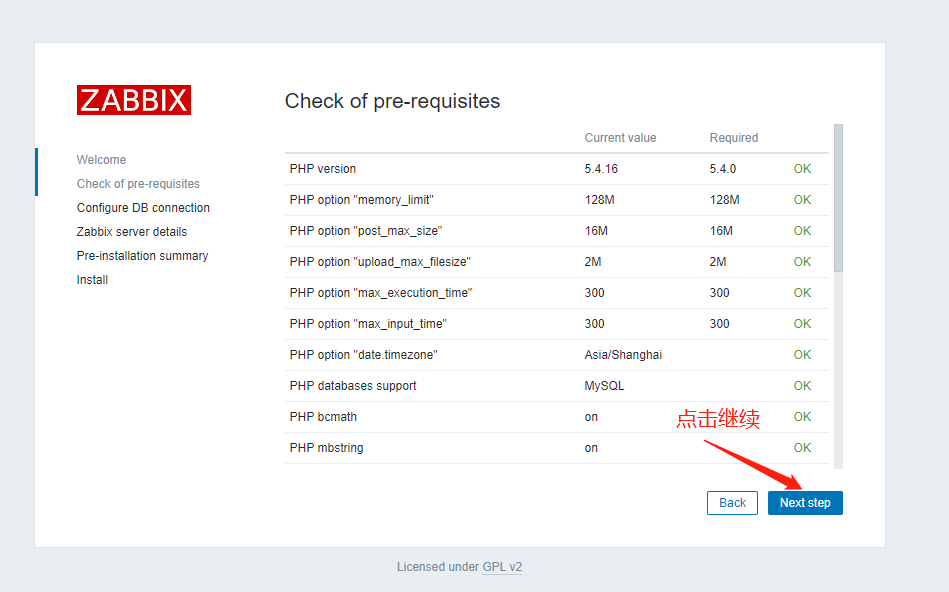 ZABBIX
Welcome
Check of pre-requisites
Configure DB connection
Zabbix server details
Pre-installation summary
Install
Check of pre-requisites
Current value Required
PHP version 5.4.16 5.4.0 OK
PHP option "memory_limit" 128M 128M OK
PHP option "post_max_size" 16M 16M OK
PHP option "upload_max_filesize" 2M 2M OK
PHP option "max_execution_time" 300 300 OK
PHP option "max_input_time" 300 300 OK
PHP option "date.timezone" Asia/Shanghai OK
PHP databases support MySQL OK
PHP bcmath on OK
PHP mbstring on OK
点击继续
Back Next step
Licensed under GPL v2